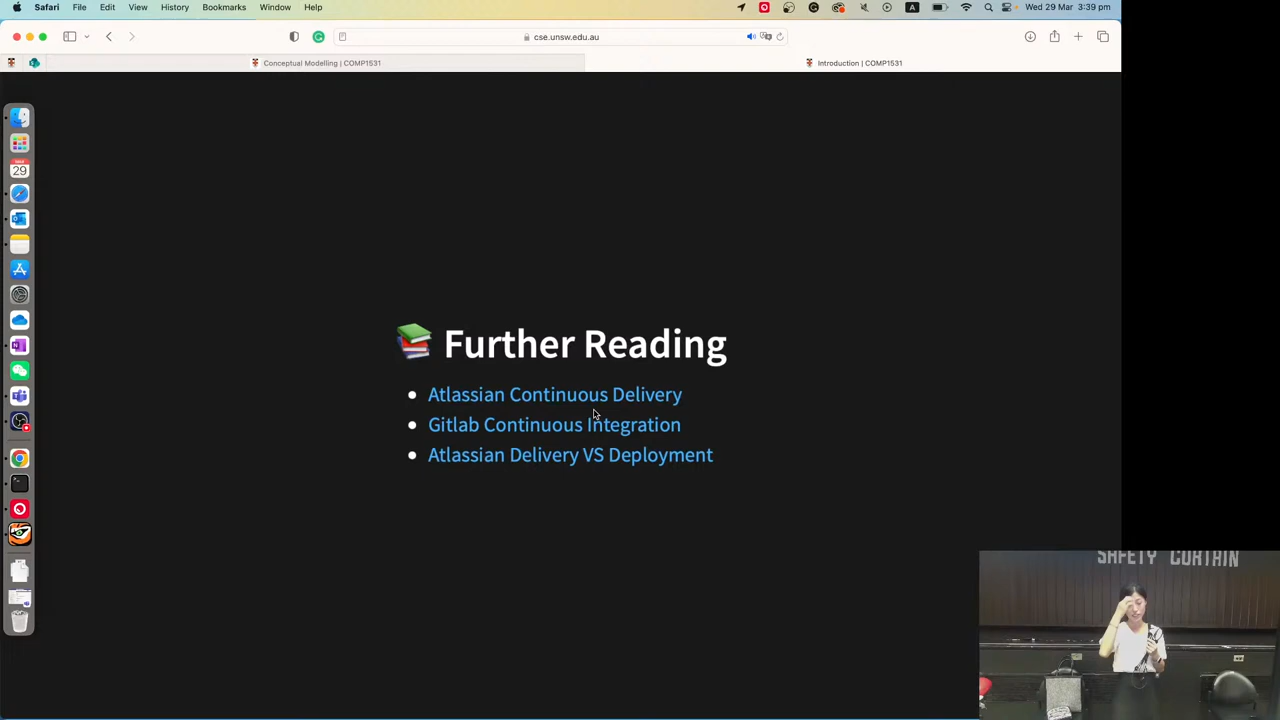 Safari File Edit View History Bookmarks Window Help A Wed 29 Mar 3:39 pm
cse.unsw.edu.au
Conceptual Modelling | COMP1531 Introduction | COMP1531
29
Further Reading
Atlassian Continuous Delivery
Gitlab Continuous Integration
Atlassian Delivery VS Deployment
SAFETY CURTAIN